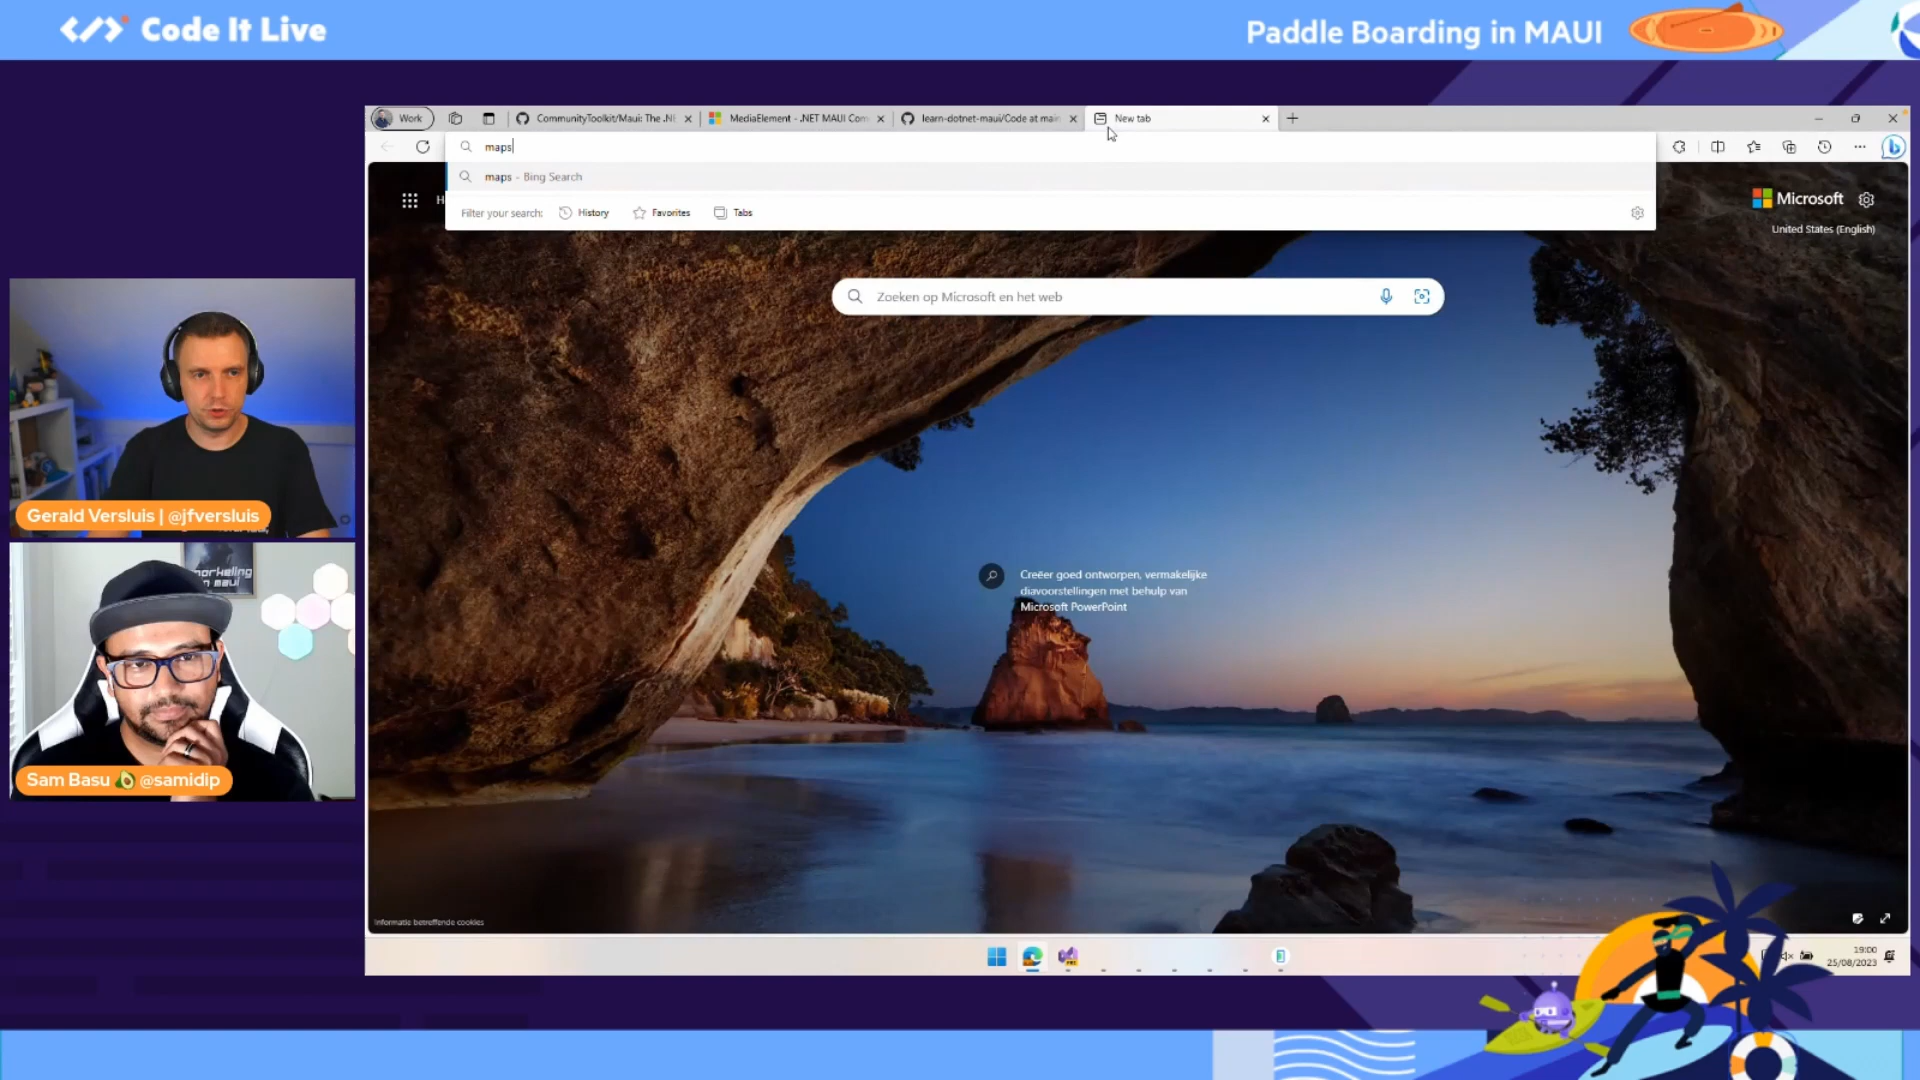 Code It Live
Paddle Boarding in MAUI
Work
CommunityToolkit/Maui: The .NE
MediaElement - .NET MAUI Com
learn-dotnet-maui/Code at main
New tab
maps
maps - Bing Search
Filter your search:
History
Favorites
Tabs
Microsoft
United States (English)
Zoeken op Microsoft en het web
Creëer goed ontworpen, vermakelijke
diavoorstellingen met behulp van
Microsoft PowerPoint
Gerald Versluis | @jfversluis
Sam Basu @samidip
Informatie betreffende cookies
19:00
25/08/2023